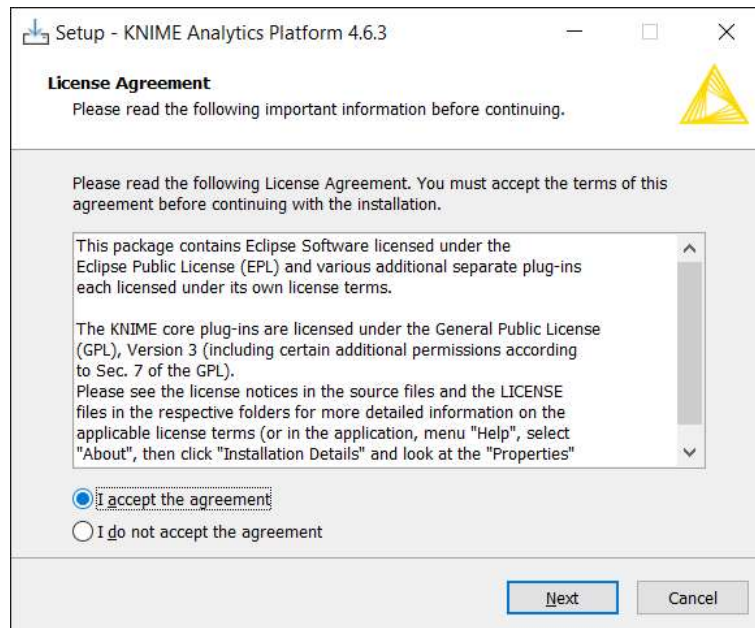 Setup - KNIME Analytics Platform 4.6.3
License Agreement
Please read the following important information before continuing.
Please read the following License Agreement. You must accept the terms of this
agreement before continuing with the installation.
This package contains Eclipse Software licensed under the
Eclipse Public License (EPL) and various additional separate plug-ins
each licensed under its own license terms.
The KNIME core plug-ins are licensed under the General Public License
(GPL), Version 3 (including certain additional permissions according
to Sec. 7 of the GPL).
Please see the license notices in the source files and the LICENSE
files in the respective folders for more detailed information on the
applicable license terms (or in the application, menu "Help", select
"About", then click "Installation Details" and look at the "Properties"
I accept the agreement
I do not accept the agreement
Next
Cancel